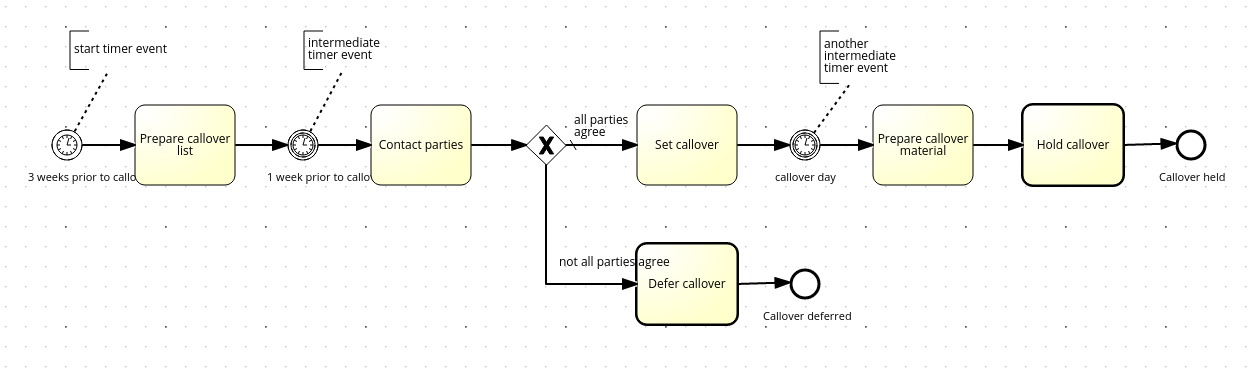 start timer event
intermediate
timer event
another
intermediate
timer event
3 weeks prior to callo
Prepare callover
list
1 week prior to callo
Contact parties
X
all parties
agree
Set callover
callover day
Prepare callover
material
Hold callover
Callover held
not all parties agree
Defer callover
Callover deferred